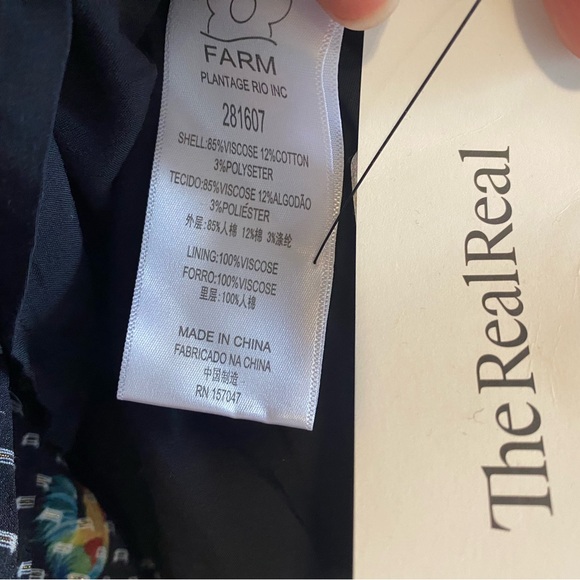 FARM
PLANTAGE RIO INC
281607
SHELL:85%VISCOSE 12%COTTON
3%POLYSETER
TECIDO:85%VISCOSE 12%ALGODÃO
3%POLIÉSTER
外层:85%人棉 12%棉 3%涤纶
LINING:100%VISCOSE
FORRO:100%VISCOSE
里层:100%人棉
MADE IN CHINA
FABRICADO NA CHINA
中国制造
RN 157047
TheRealReal